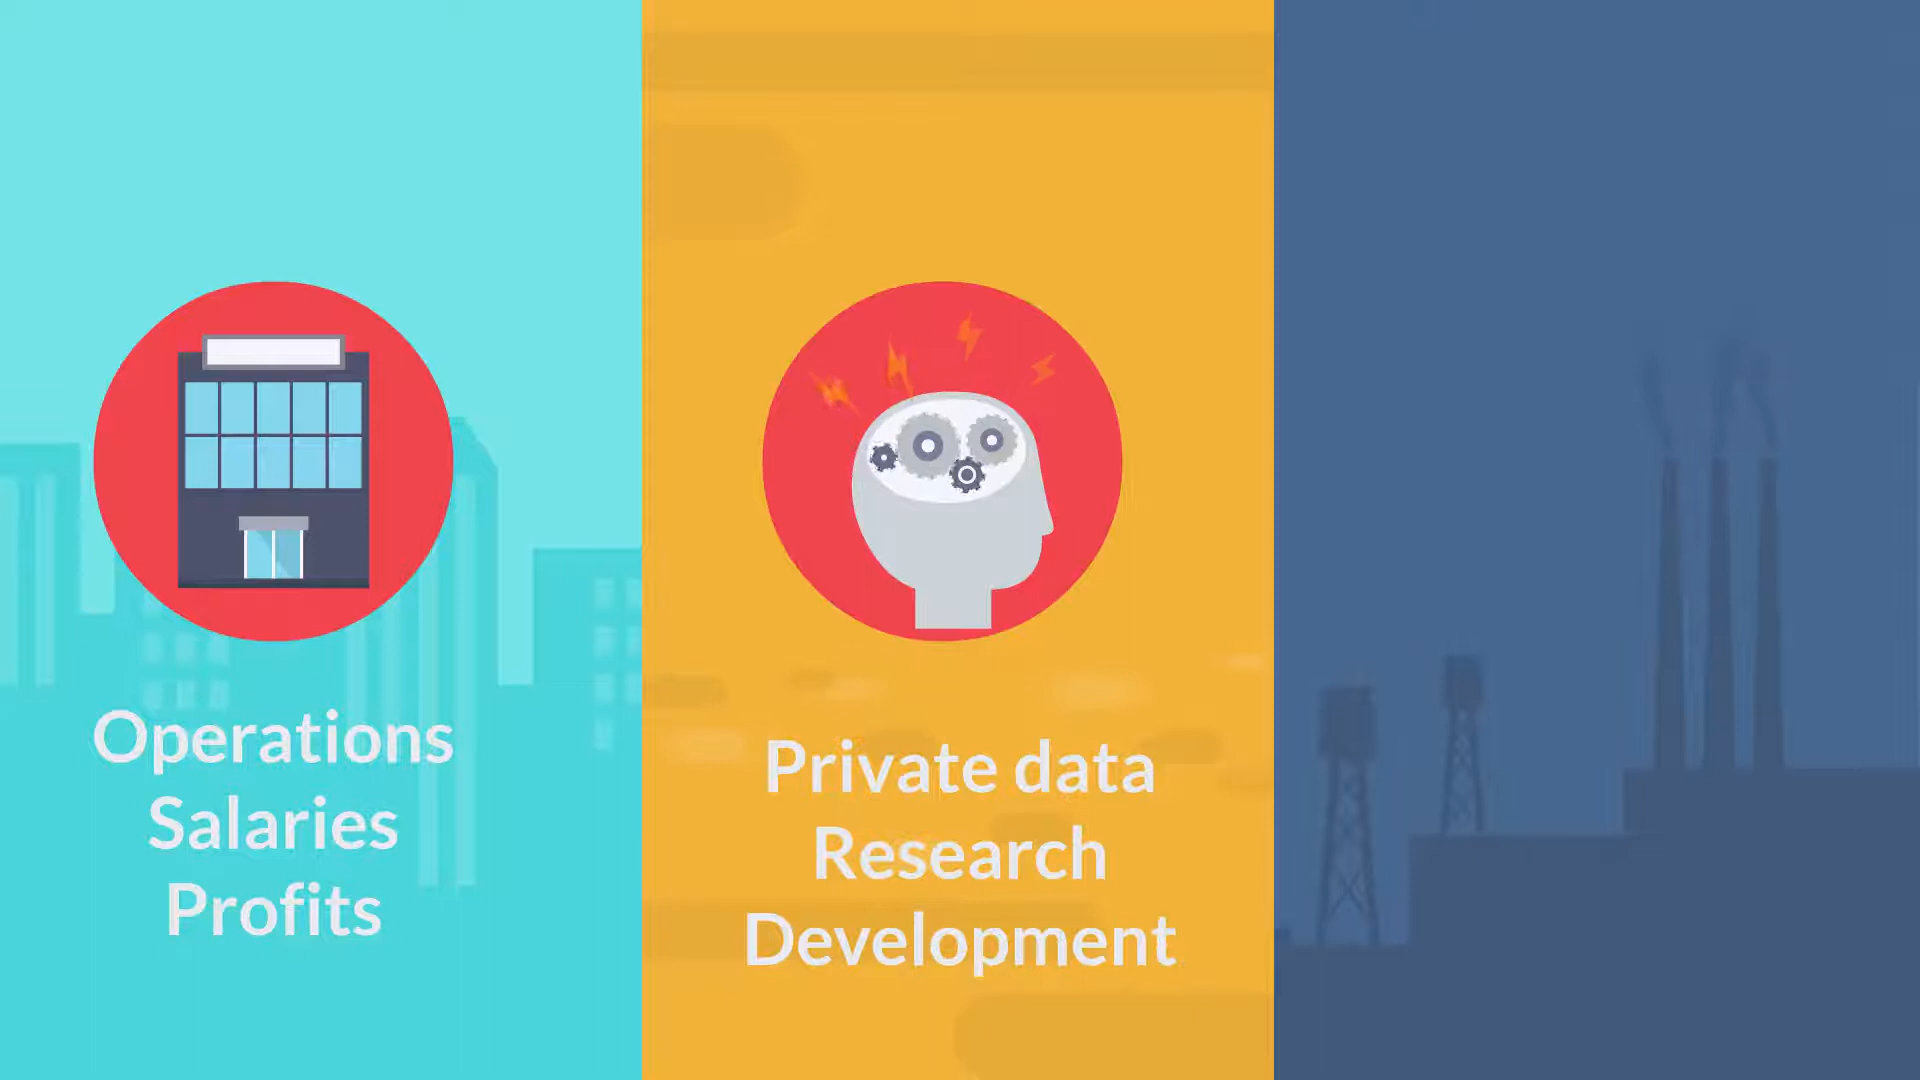 Operations
Salaries
Profits
Private data
Research
Development